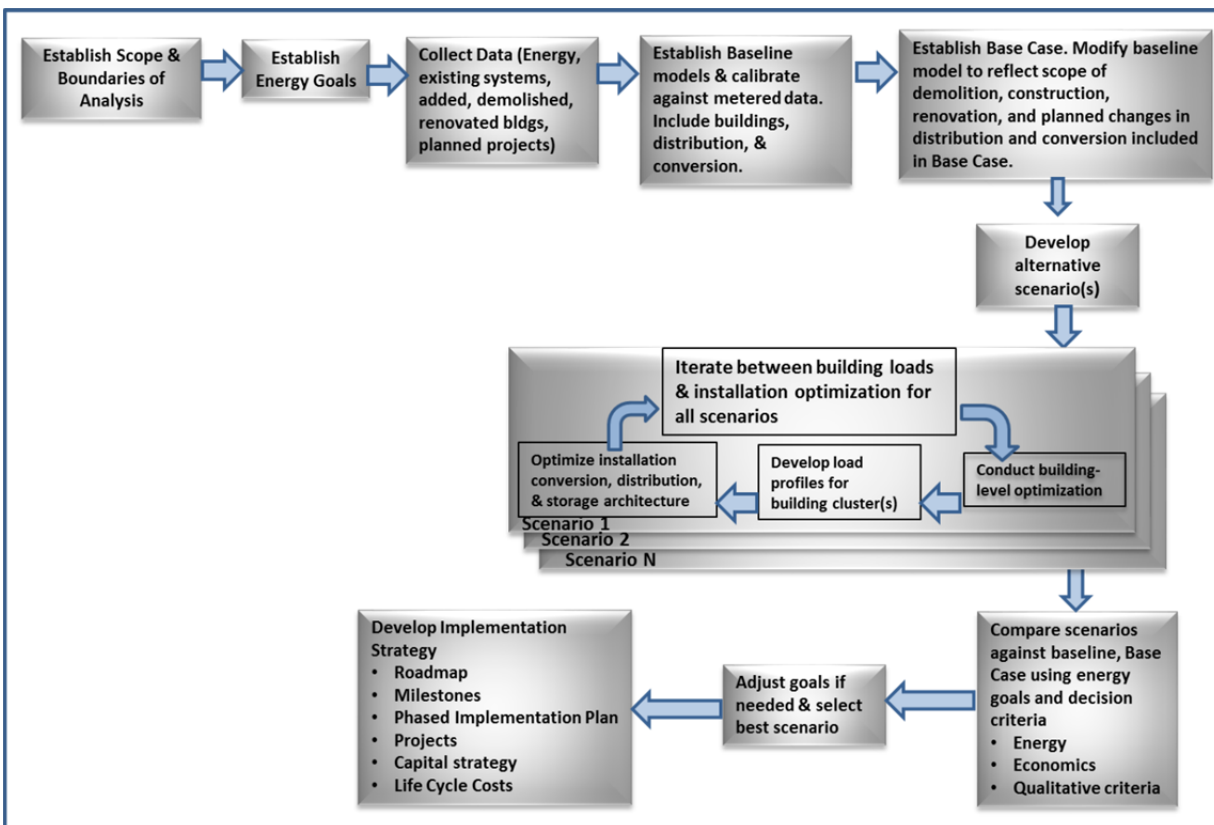 Establish Scope &
Boundaries of
Analysis
Establish
Energy Goals
Collect Data (Energy,
existing systems,
added, demolished,
renovated bldgs,
planned projects)
Establish Baseline
models & calibrate
against metered data.
Include buildings,
distribution, &
conversion.
Establish Base Case. Modify baseline
model to reflect scope of
demolition, construction,
renovation, and planned changes in
distribution and conversion included
in Base Case.
Develop
alternative
scenario(s)
Iterate between building loads
& installation optimization for
all scenarios
Conduct building-
level optimization
Develop load
profiles for
building cluster(s)
Optimize installation
conversion, distribution,
& storage architecture
Scenario 1
Scenario 2
Scenario N
Compare scenarios
against baseline, Base
Case using energy
goals and decision
criteria
• Energy
• Economics
• Qualitative criteria
Adjust goals if
needed & select
best scenario
Develop Implementation
Strategy
• Roadmap
• Milestones
• Phased Implementation Plan
• Projects
• Capital strategy
• Life Cycle Costs